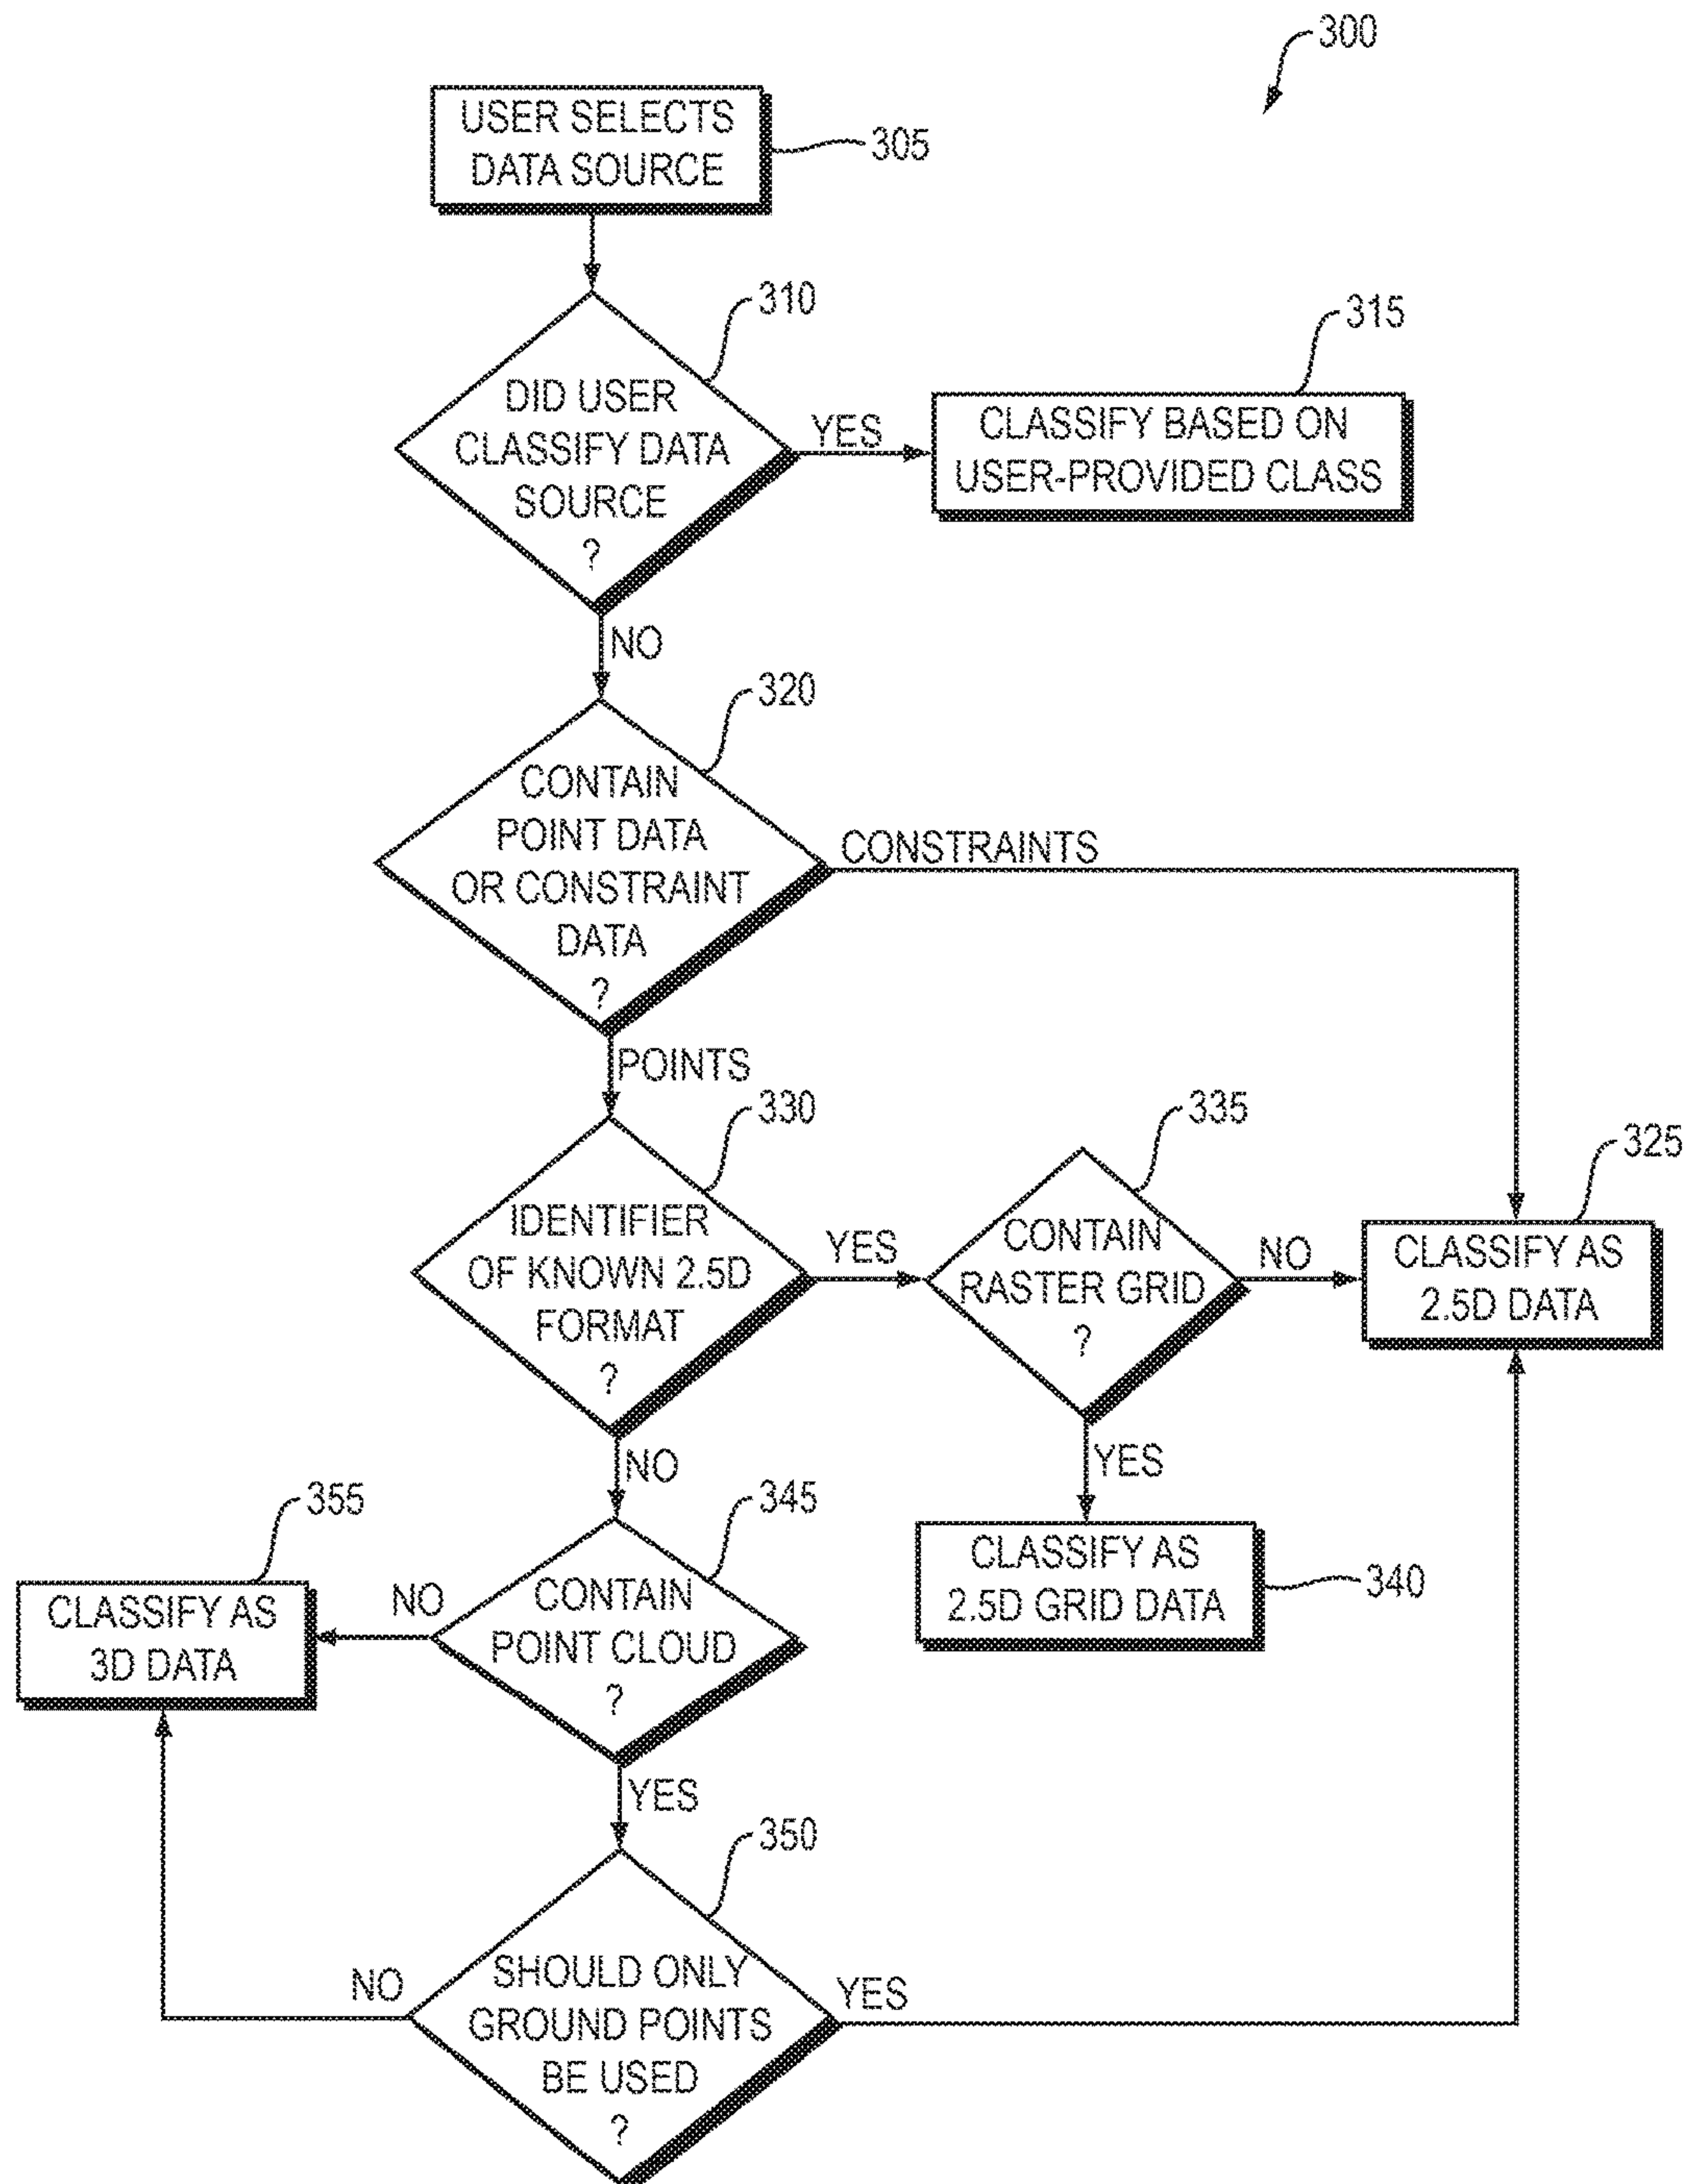 300
USER SELECTS
DATA SOURCE
305
310
DID USER
CLASSIFY DATA
SOURCE
?
YES
315
CLASSIFY BASED ON
USER-PROVIDED CLASS
NO
320
CONTAIN
POINT DATA
OR CONSTRAINT
DATA
?
CONSTRAINTS
POINTS
330
IDENTIFIER
OF KNOWN 2.5D
FORMAT
?
YES
335
CONTAIN
RASTER GRID
?
NO
325
CLASSIFY AS
2.5D DATA
YES
CLASSIFY AS
2.5D GRID DATA
340
NO
345
CONTAIN
POINT CLOUD
?
NO
355
CLASSIFY AS
3D DATA
YES
350
SHOULD ONLY
GROUND POINTS
BE USED
?
NO
YES